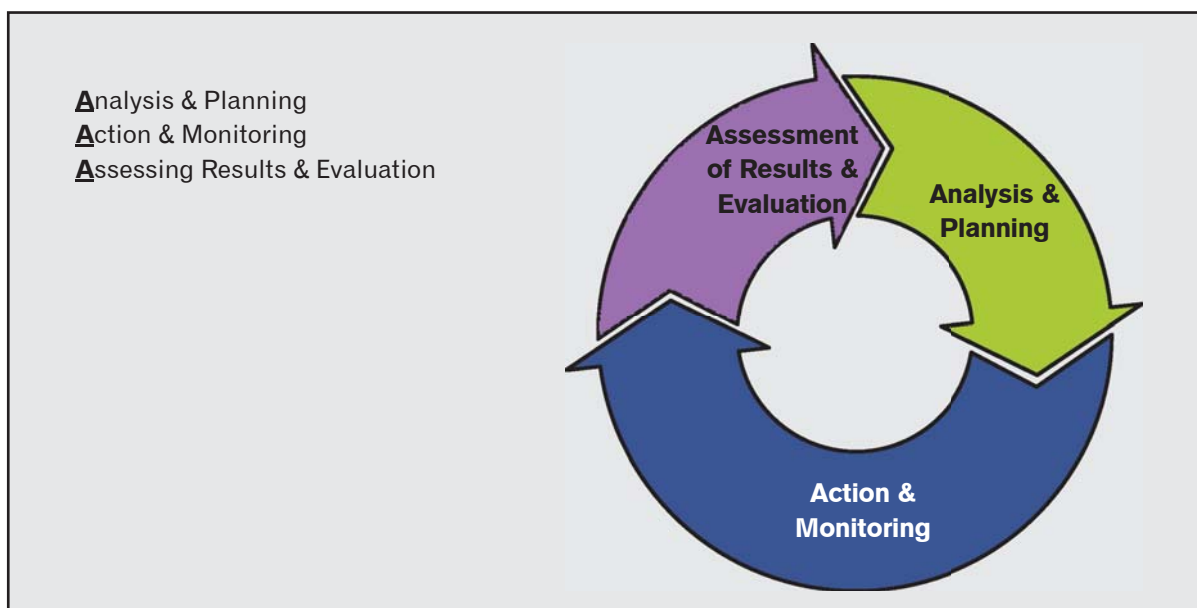 Analysis & Planning
Action & Monitoring
Assessing Results & Evaluation
Assessment
of Results &
Evaluation
Analysis &
Planning
Action &
Monitoring